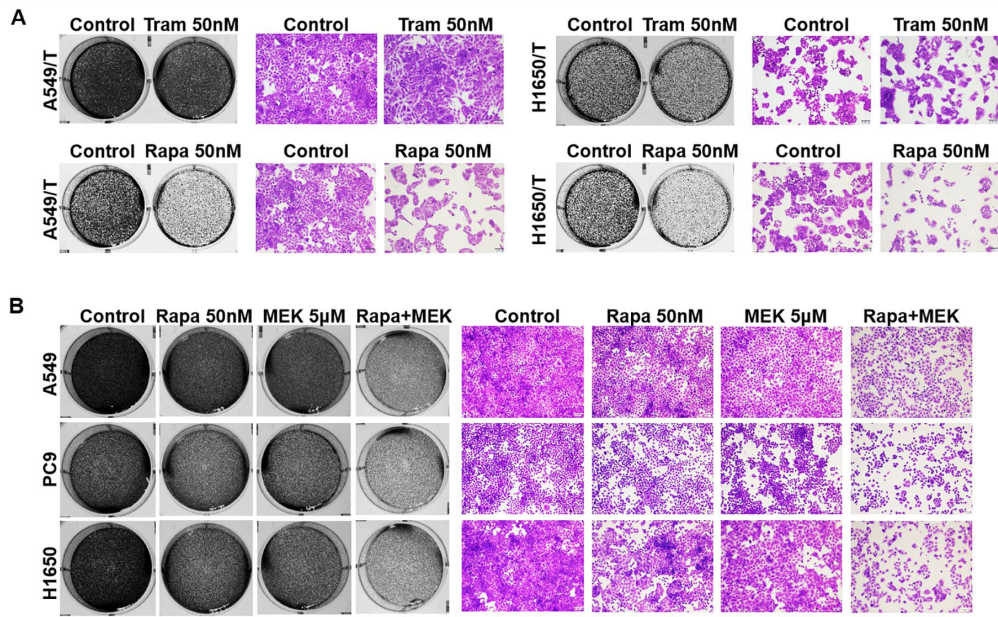 A
Control Tram 50nM Control Tram 50nM
A549/T
Control Tram 50nM Control Tram 50nM
H1650/T
Control Rapa 50nM Control Rapa 50nM
A549/T
Control Rapa 50nM Control Rapa 50nM
H1650/T
B
Control Rapa 50nM MEK 5μM Rapa+MEK Control Rapa 50nM MEK 5μM Rapa+MEK
A549
PC9
H1650